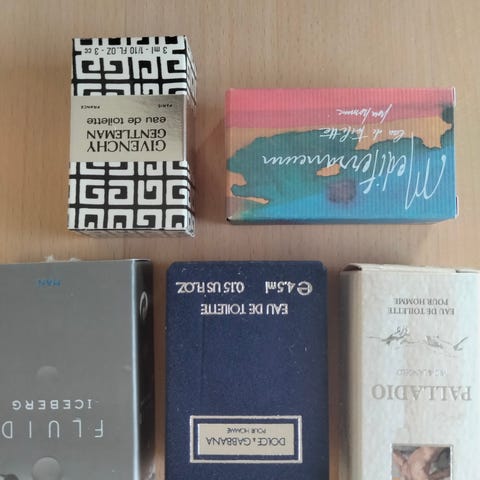 GIVENCHY
GENTLEMAN
eau de toilette
PARIS FRANCE
3 ml - 1/10 FL.OZ - 3 cc
Mediterraneum
eau de toilette
pour homme
FLUID
ICEBERG
MAN
DOLCE & GABBANA
POUR HOMME
EAU DE TOILETTE
℮ 4,5ml 0.15 US FL.OZ
PALLADIO
EAU DE TOILETTE
POUR HOMME